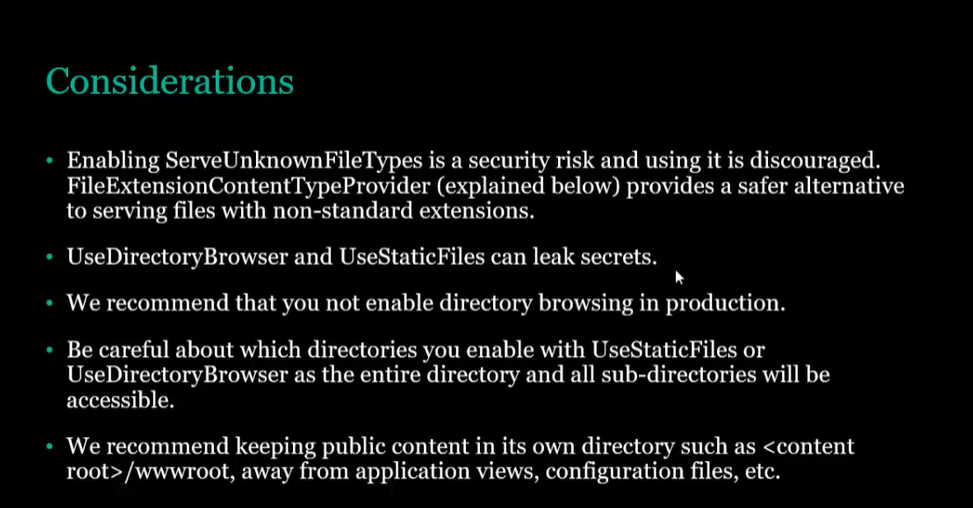 Considerations
• Enabling ServeUnknownFileTypes is a security risk and using it is discouraged.
FileExtensionContentTypeProvider (explained below) provides a safer alternative
to serving files with non-standard extensions.
• UseDirectoryBrowser and UseStaticFiles can leak secrets.
• We recommend that you not enable directory browsing in production.
• Be careful about which directories you enable with UseStaticFiles or
UseDirectoryBrowser as the entire directory and all sub-directories will be
accessible.
• We recommend keeping public content in its own directory such as <content
root>/wwwroot, away from application views, configuration files, etc.